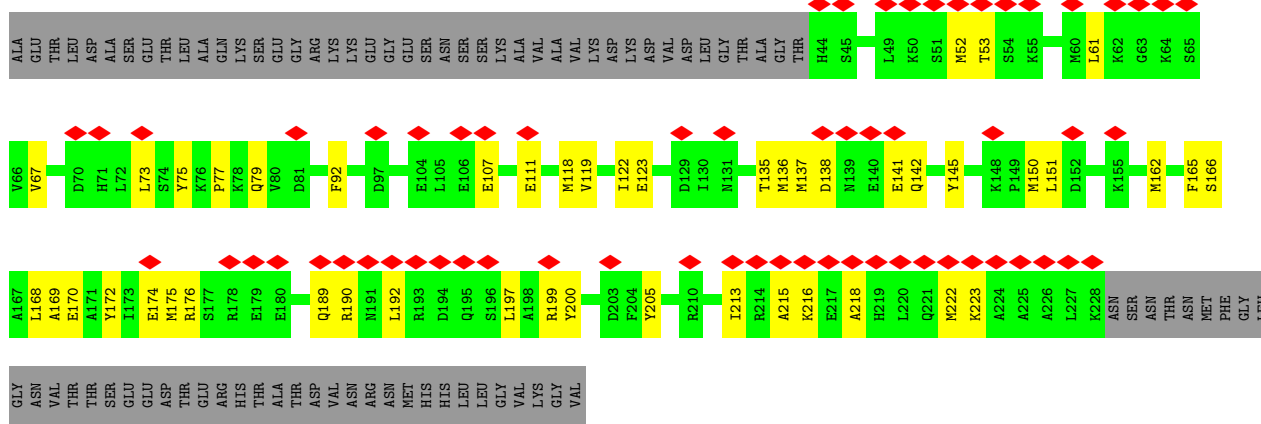 ALA GLU THR LEU ASP ALA SER GLU THR LEU ALA GLN LYS SER GLU GLY ARG LYS LYS GLU GLY GLU SER ASN SER SER LYS ALA VAL ALA VAL LYS ASP LYS ASP VAL ASP LEU GLY THR ALA GLY THR H44 S45 L49 K50 S51 M52 T53 S54 K55 M60 L61 K62 G63 K64 S65
V66 V67 D70 H71 L72 L73 S74 Y75 K76 P77 K78 Q79 V80 D81 F92 D97 E104 L105 E106 E107 E111 M118 V119 I122 E123 D129 I130 N131 T135 M136 M137 D138 N139 E140 E141 Q142 Y145 K148 P149 M150 L151 D152 K155 M162 F165 S166
A167 L168 A169 E170 A171 Y172 I173 E174 M175 R176 S177 R178 E179 E180 Q189 R190 N191 L192 R193 D194 Q195 S196 L197 A198 R199 Y200 D203 F204 Y205 R210 I213 R214 A215 K216 E217 A218 H219 L220 Q221 M222 K223 A224 A225 A226 L227 K228 ASN SER ASN THR ASN MET PHE GLY LEU
GLY ASN VAL THR THR SER GLU GLU ASP THR GLU ARG HIS THR ALA THR ASP VAL ASN ARG ASN MET HIS HIS LEU LEU GLY VAL LYS GLY VAL